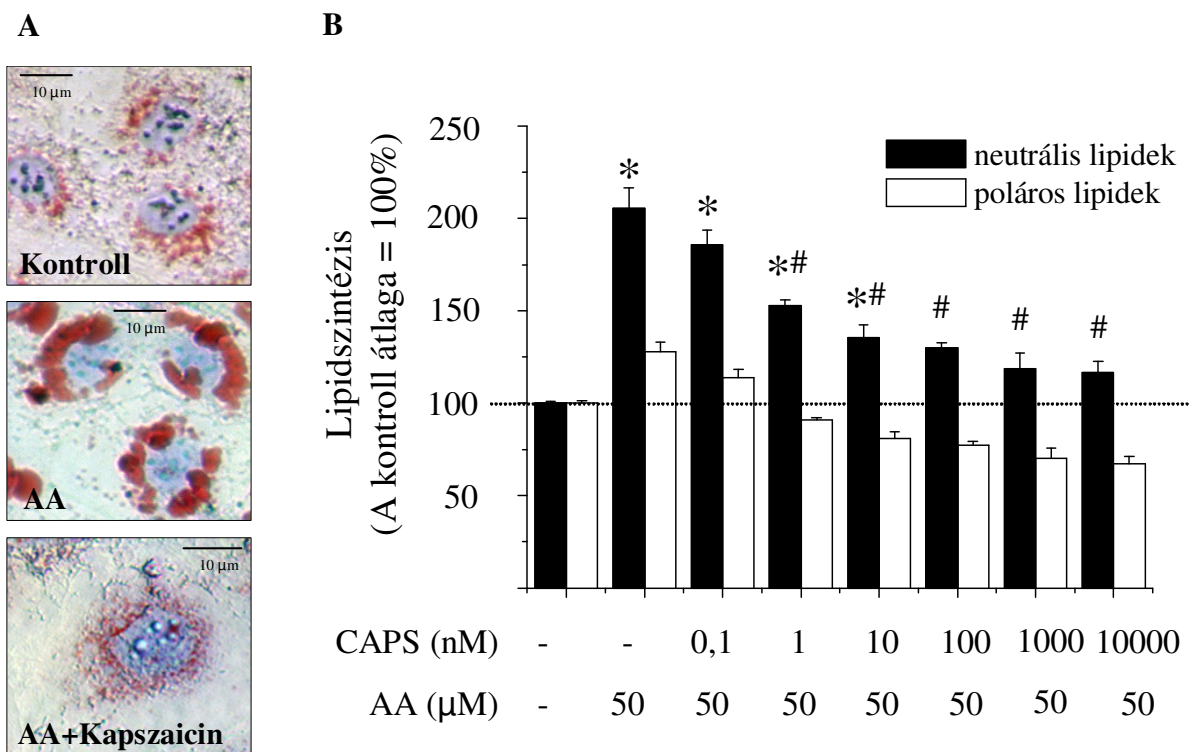 A
10 µm
Kontroll
10 µm
AA
10 µm
AA+Kapszaicin
B
Lipidszintézis
(A kontroll átlaga = 100%)
250
200
150
100
50
neutrális lipidek
poláros lipidek
* * *# *# # # #
CAPS (nM) - - 0,1 1 10 100 1000 10000
AA (µM) - 50 50 50 50 50 50 50